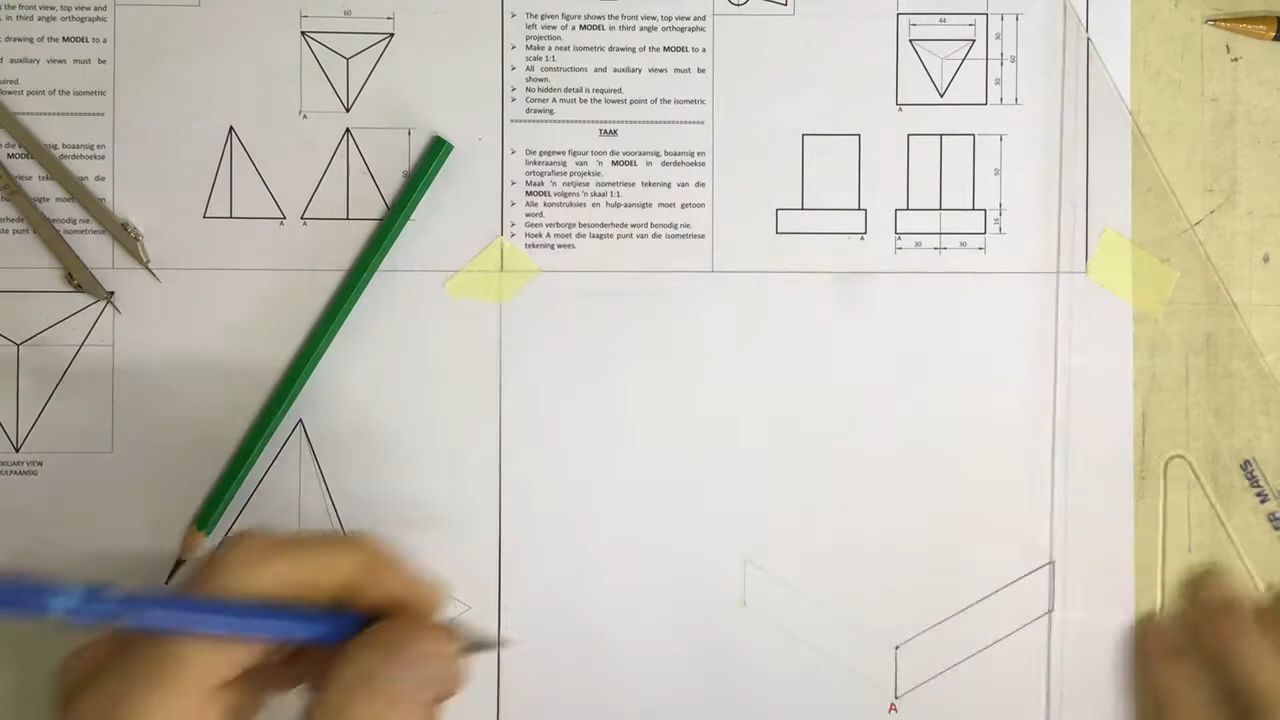 the front view, top view and
in third angle orthographic
drawing of the MODEL to a
auxiliary views must be
uired.
lowest point of the isometric
60
A
A
A
The given figure shows the front view, top view and
left view of a MODEL in third angle orthographic
projection.
Make a neat isometric drawing of the MODEL to a
scale 1:1.
All constructions and auxiliary views must be
shown.
No hidden detail is required.
Corner A must be the lowest point of the isometric
drawing.
TAAK
Die gegewe figuur toon die vooraansig, boaansig en
linkeraansig van 'n MODEL in derdehoekse
ortografiese projeksie.
Maak 'n netjiese isometriese tekening van die
MODEL volgens 'n skaal 1:1.
Alle konstruksies en hulp-aansigte moet getoon
word.
Geen verborge besonderhede word benodig nie.
Hoek A moet die laagste punt van die isometriese
tekening wees.
44
30
60
30
A
50
16
A
A
30 30
XILIARY VIEW
ULPAANSIG
A
MARS